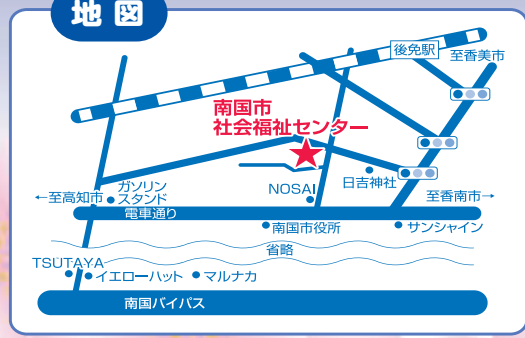 地図
後免駅
至香美市
南国市
社会福祉センター
ガソリン
スタンド
←至高知市
NOSAI
日吉神社
至香南市→
電車通り
南国市役所
サンシャイン
省略
TSUTAYA
イエローハット
マルナカ
南国バイパス